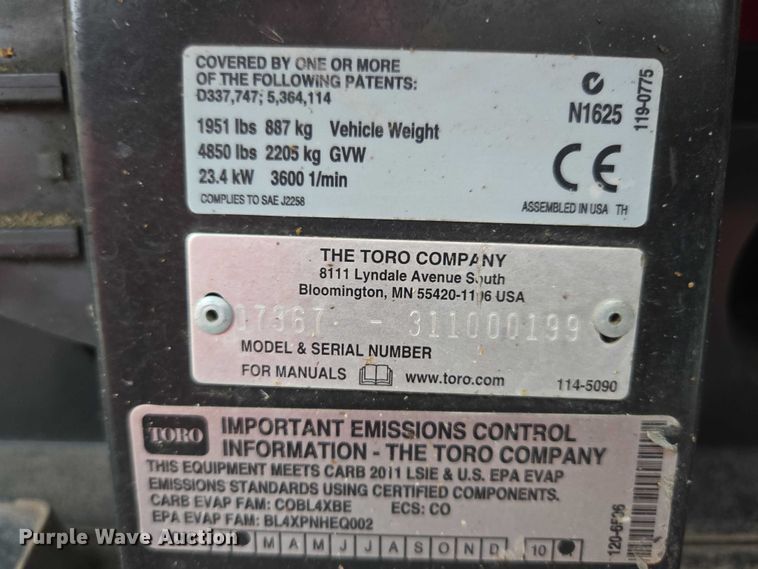 COVERED BY ONE OR MORE
OF THE FOLLOWING PATENTS:
D337,747; 5,364,114
1951 lbs 887 kg Vehicle Weight
4850 lbs 2205 kg GVW
23.4 kW 3600 1/min
COMPLIES TO SAE J2258
N1625
119-0775
CE
ASSEMBLED IN USA TH
THE TORO COMPANY
8111 Lyndale Avenue South
Bloomington, MN 55420-1196 USA
17367 - 311000199
MODEL & SERIAL NUMBER
FOR MANUALS www.toro.com
114-5090
TORO
IMPORTANT EMISSIONS CONTROL
INFORMATION - THE TORO COMPANY
THIS EQUIPMENT MEETS CARB 2011 LSIE & U.S. EPA EVAP
EMISSIONS STANDARDS USING CERTIFIED COMPONENTS.
CARB EVAP FAM: COBL4XBE ECS: CO
EPA EVAP FAM: BL4XPNHEQ002
M A M J J A S O N D 10
Purple Wave Auction